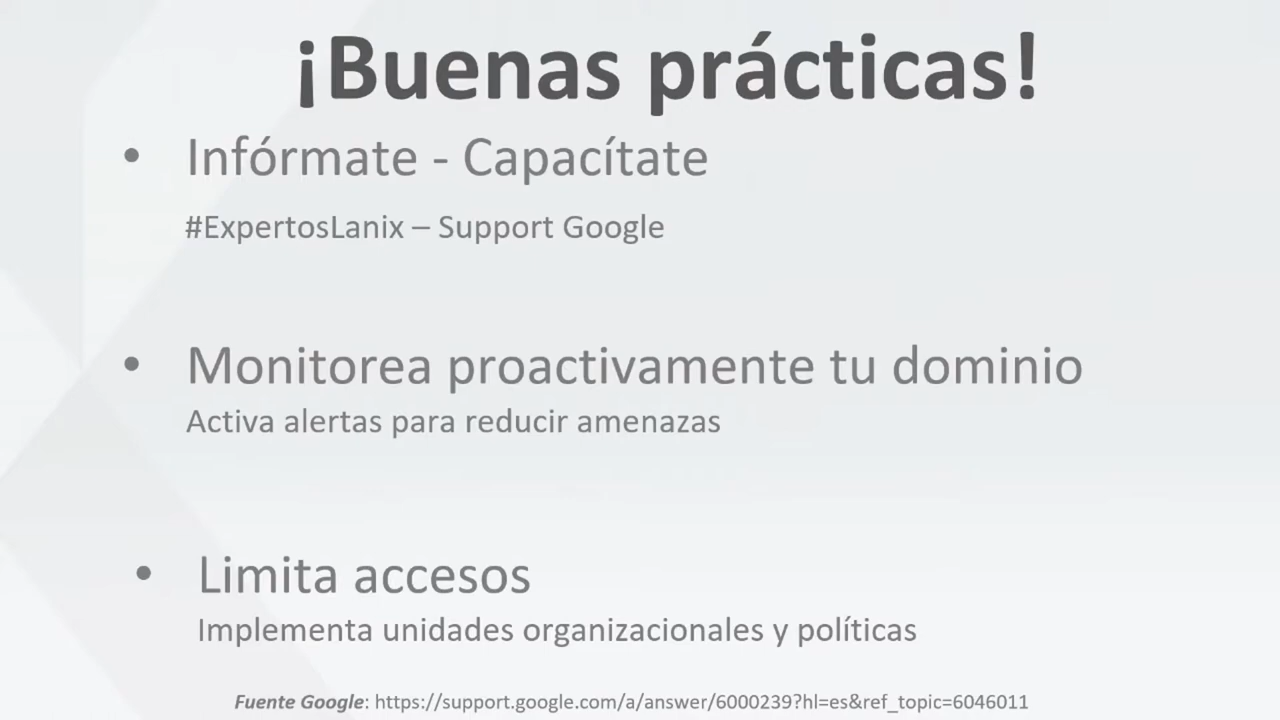 ¡Buenas prácticas!
• Infórmate - Capacítate
#ExpertosLanix – Support Google
• Monitorea proactivamente tu dominio
Activa alertas para reducir amenazas
• Limita accesos
Implementa unidades organizacionales y políticas
Fuente Google: https://support.google.com/a/answer/6000239?hl=es&ref_topic=6046011